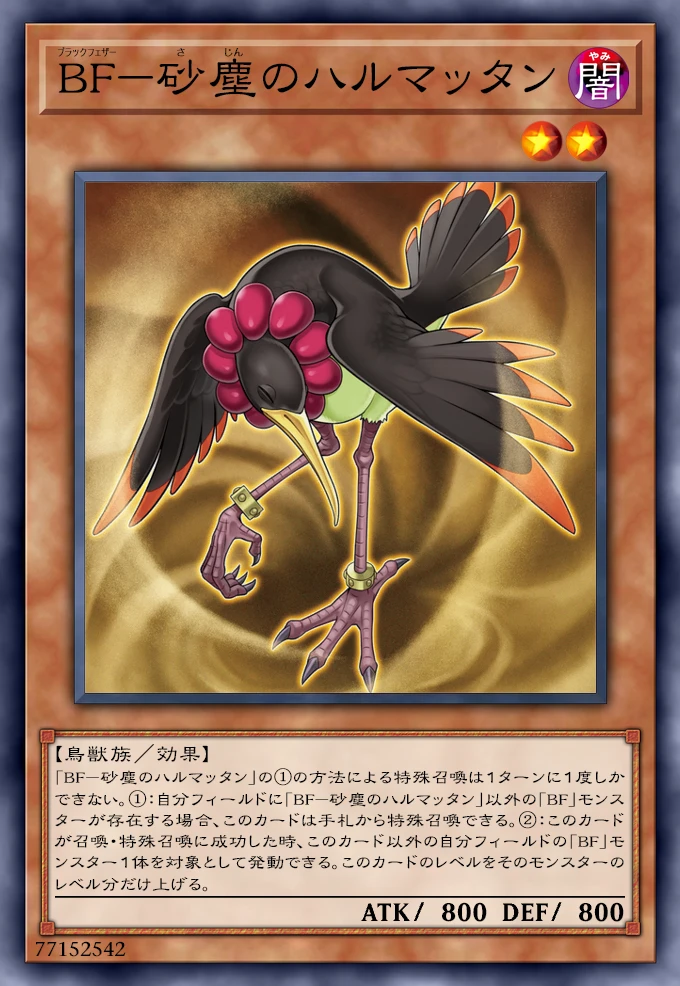 ブラックフェザー さ じん
BF－砂塵のハルマッタン
やみ
闇
【鳥獣族／効果】
「BF－砂塵のハルマッタン」の①の方法による特殊召喚は1ターンに1度しか
できない。①：自分フィールドに「BF－砂塵のハルマッタン」以外の「BF」モンス
ターが存在する場合、このカードは手札から特殊召喚できる。②：このカード
が召喚・特殊召喚に成功した時、このカード以外の自分フィールドの「BF」モ
ンスター1体を対象として発動できる。このカードのレベルをそのモンスターの
レベル分だけ上げる。
ATK/ 800 DEF/ 800
77152542